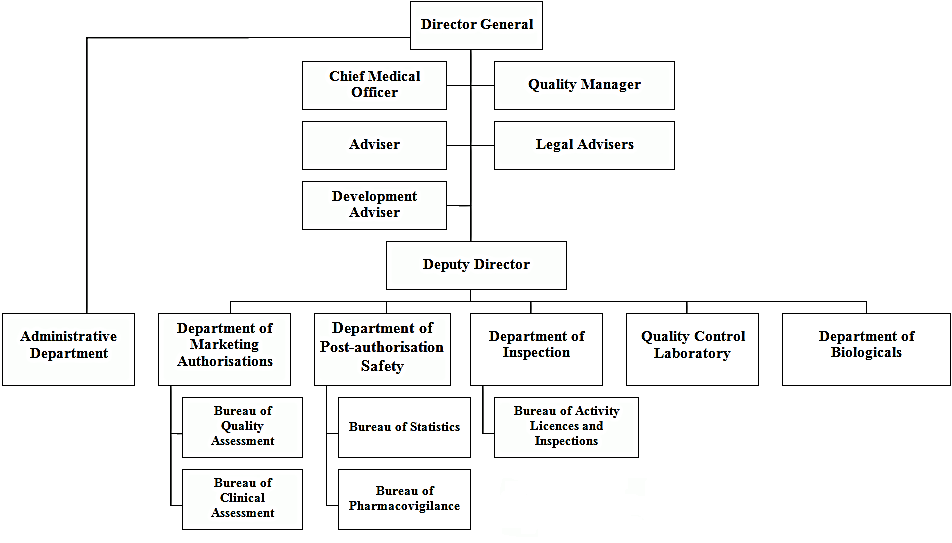 Director General
Chief Medical
Officer
Quality Manager
Adviser
Legal Advisers
Development
Adviser
Deputy Director
Administrative
Department
Department of
Marketing
Authorisations
Department of
Post-authorisation
Safety
Department of
Inspection
Quality Control
Laboratory
Department of
Biologicals
Bureau of
Quality
Assessment
Bureau of Statistics
Bureau of Activity
Licences and
Inspections
Bureau of
Clinical
Assessment
Bureau of
Pharmacovigilance